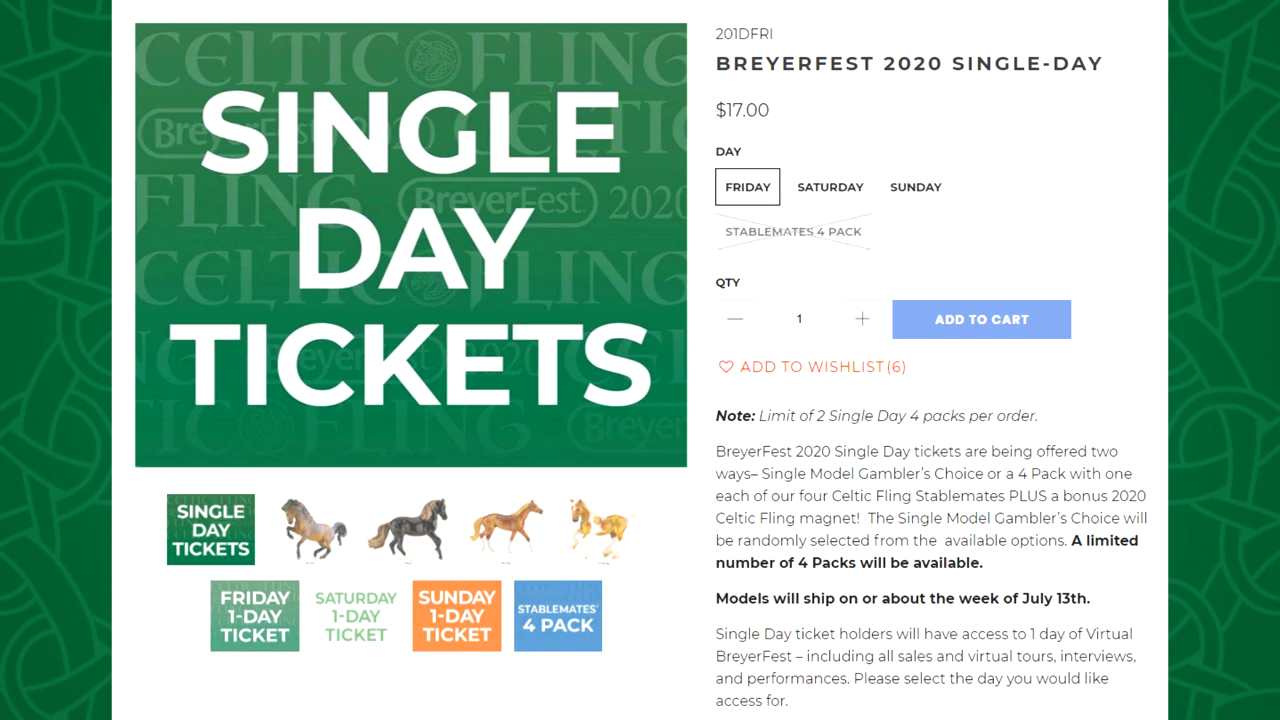 CELTIC FLING
SINGLE
DAY
TICKETS
BreyerFest 2020
SINGLE
DAY
TICKETS
FRIDAY
1-DAY
TICKET
SATURDAY
1-DAY
TICKET
SUNDAY
1-DAY
TICKET
STABLEMATES®
4 PACK
201DFRI
BREYERFEST 2020 SINGLE-DAY
$17.00
DAY
FRIDAY SATURDAY SUNDAY
STABLEMATES 4 PACK
QTY
— 1 + ADD TO CART
♡ ADD TO WISHLIST(6)
Note: Limit of 2 Single Day 4 packs per order.
BreyerFest 2020 Single Day tickets are being offered two
ways– Single Model Gambler's Choice or a 4 Pack with one
each of our four Celtic Fling Stablemates PLUS a bonus 2020
Celtic Fling magnet! The Single Model Gambler's Choice will
be randomly selected from the available options. A limited
number of 4 Packs will be available.
Models will ship on or about the week of July 13th.
Single Day ticket holders will have access to 1 day of Virtual
BreyerFest – including all sales and virtual tours, interviews,
and performances. Please select the day you would like
access for.